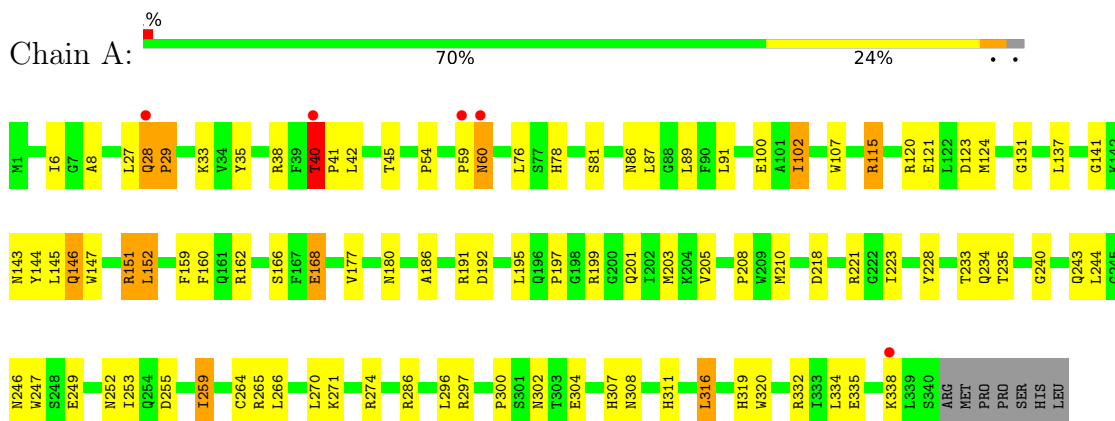 .%
Chain A:
70% 24% . .
M1 I6 G7 A8 L27 Q28 P29 K33 V34 Y35 R38 F39 T40 P41 L42 T45 P54 P59 N60 L76 S77 H78 S81 N86 L87 G88 L89 F90 L91 E100 A101 I102 W107 R115 R120 E121 L122 D123 M124 G131 L137 G141 K142
N143 Y144 L145 Q146 W147 R151 L152 F159 F160 Q161 R162 S166 F167 E168 V177 N180 A186 R191 D192 L195 Q196 P197 G198 R199 G200 Q201 I202 M203 K204 V205 P208 W209 M210 D218 R221 G222 I223 Y228 T233 Q234 T235 G240 Q243 L244 G245
N246 W247 S248 E249 N252 I253 Q254 D255 I259 C264 R265 L266 L270 K271 R274 R286 L296 R297 P300 S301 N302 T303 E304 H307 N308 H311 L316 H319 W320 R332 I333 L334 E335 K338 L339 S340 ARG MET PRO PRO SER HIS LEU